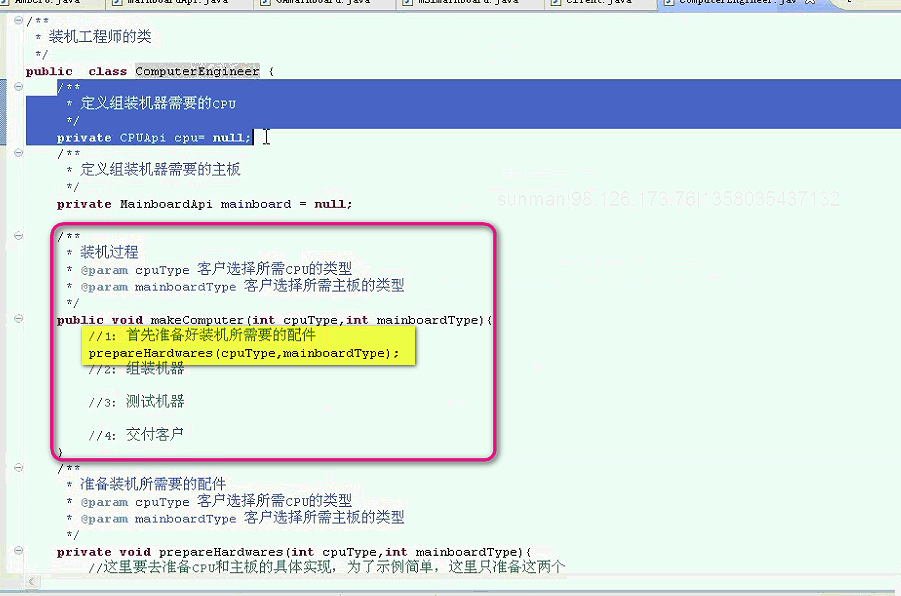 mainboardApi.java GAMainboard.java MSIMainboard.java Client.java ComputerEngineer.jav
/**
* 装机工程师的类
*/
public class ComputerEngineer {
/**
* 定义组装机器需要的CPU
*/
private CPUApi cpu= null;
/**
* 定义组装机器需要的主板
*/
private MainboardApi mainboard = null;
sunman|98.126.173.76|1358035437132
/**
* 装机过程
* @param cpuType 客户选择所需CPU的类型
* @param mainboardType 客户选择所需主板的类型
*/
public void makeComputer(int cpuType,int mainboardType){
//1: 首先准备好装机所需要的配件
prepareHardwares(cpuType,mainboardType);
//2: 组装机器
//3: 测试机器
//4: 交付客户
}
/**
* 准备装机所需要的配件
* @param cpuType 客户选择所需CPU的类型
* @param mainboardType 客户选择所需主板的类型
*/
private void prepareHardwares(int cpuType,int mainboardType){
//这里要去准备CPU和主板的具体实现，为了示例简单，这里只准备这两个